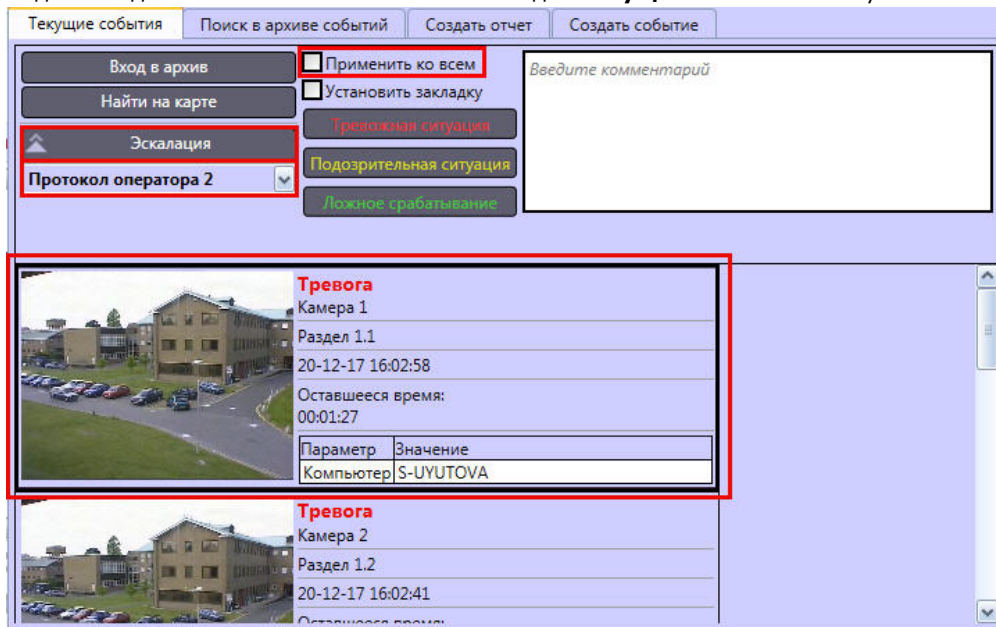 Текущие события
Поиск в архиве событий
Создать отчет
Создать событие
Вход в архив
Применить ко всем
Введите комментарий
Найти на карте
Установить закладку
Эскалация
Тревожная ситуация
Протокол оператора 2
Подозрительная ситуация
Ложное срабатывание
Тревога
Камера 1
Раздел 1.1
20-12-17 16:02:58
Оставшееся время:
00:01:27
Параметр Значение
Компьютер S-UYUTOVA
Тревога
Камера 2
Раздел 1.2
20-12-17 16:02:41
Оставшееся время: